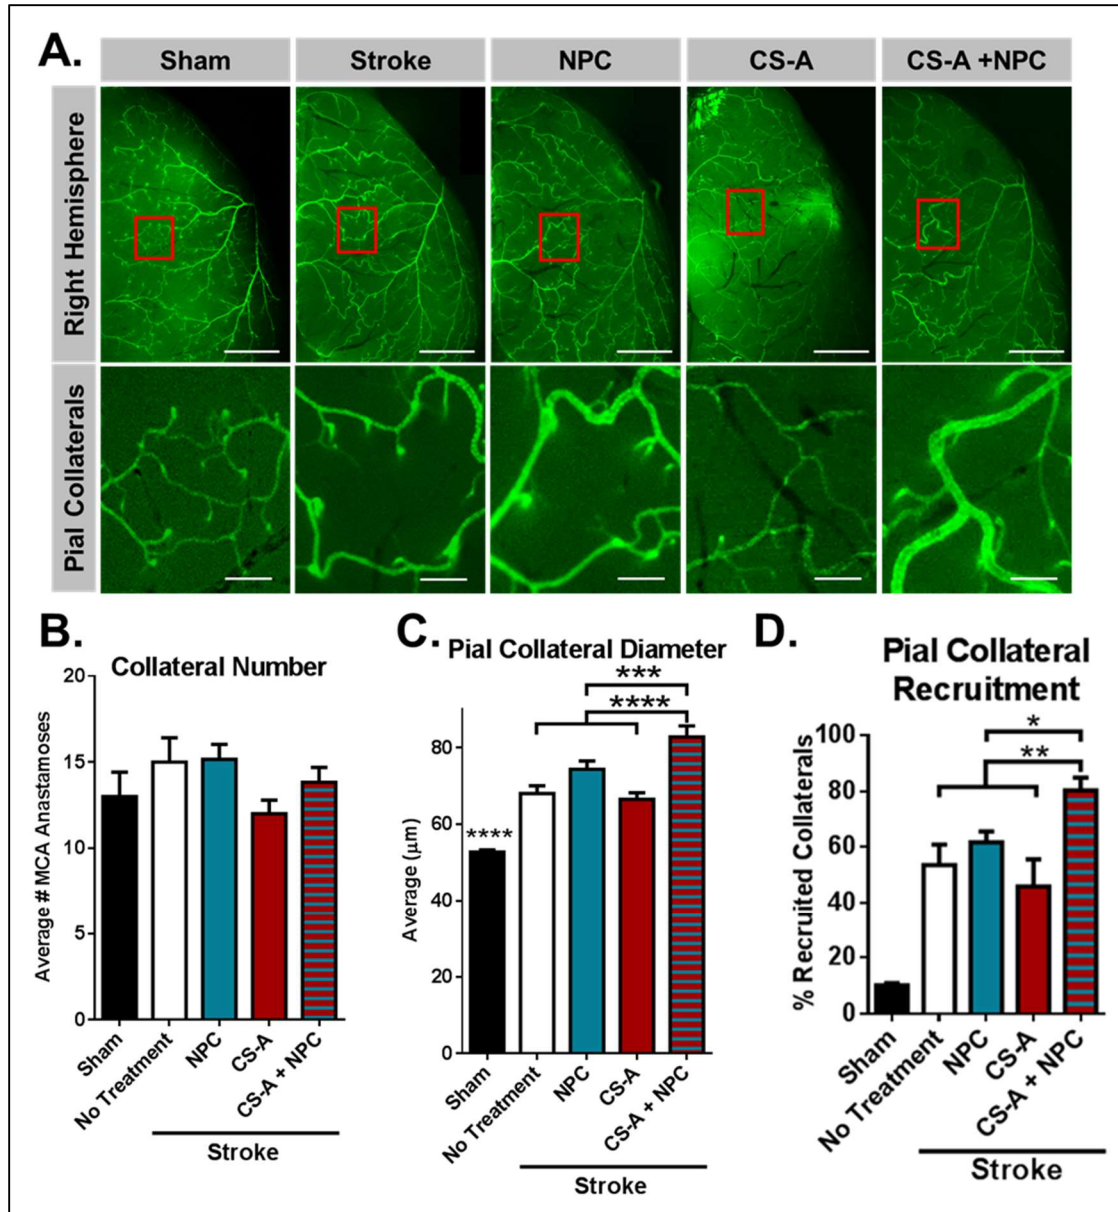 A.
Sham
Stroke
NPC
CS-A
CS-A +NPC
Right Hemisphere
Pial Collaterals
B.
Collateral Number
Average # MCA Anastamoses
20
15
10
5
0
Sham
No Treatment
NPC
CS-A
CS-A + NPC
Stroke
C.
Pial Collateral Diameter
***
****
****
Average (μm)
80
60
40
20
0
Sham
No Treatment
NPC
CS-A
CS-A + NPC
Stroke
D.
Pial Collateral
Recruitment
*
**
% Recruited Collaterals
100
80
60
40
20
0
Sham
No Treatment
NPC
CS-A
CS-A + NPC
Stroke